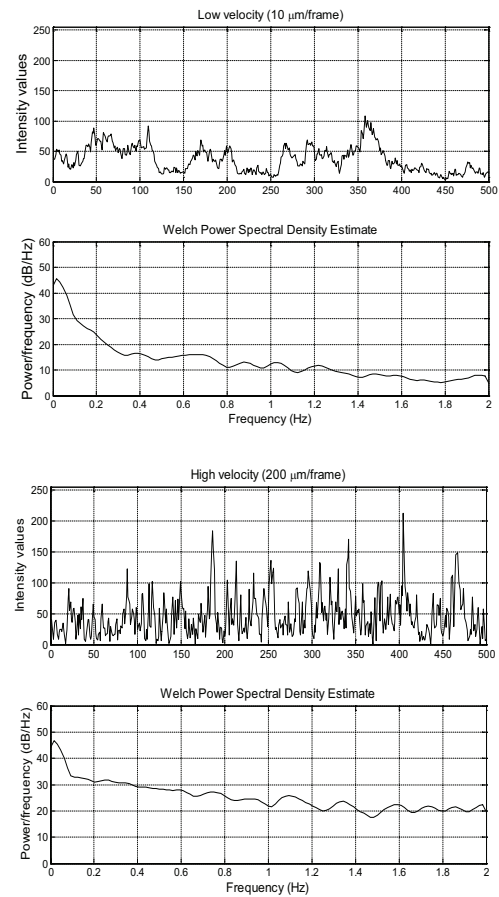 Low velocity (10 μm/frame)
Intensity values
250
200
150
100
50
0
0 50 100 150 200 250 300 350 400 450 500
Welch Power Spectral Density Estimate
Power/frequency (dB/Hz)
60
50
40
30
20
10
0
0 0.2 0.4 0.6 0.8 1 1.2 1.4 1.6 1.8 2
Frequency (Hz)
High velocity (200 μm/frame)
Intensity values
250
200
150
100
50
0
0 50 100 150 200 250 300 350 400 450 500
Welch Power Spectral Density Estimate
Power/frequency (dB/Hz)
60
50
40
30
20
10
0
0 0.2 0.4 0.6 0.8 1 1.2 1.4 1.6 1.8 2
Frequency (Hz)